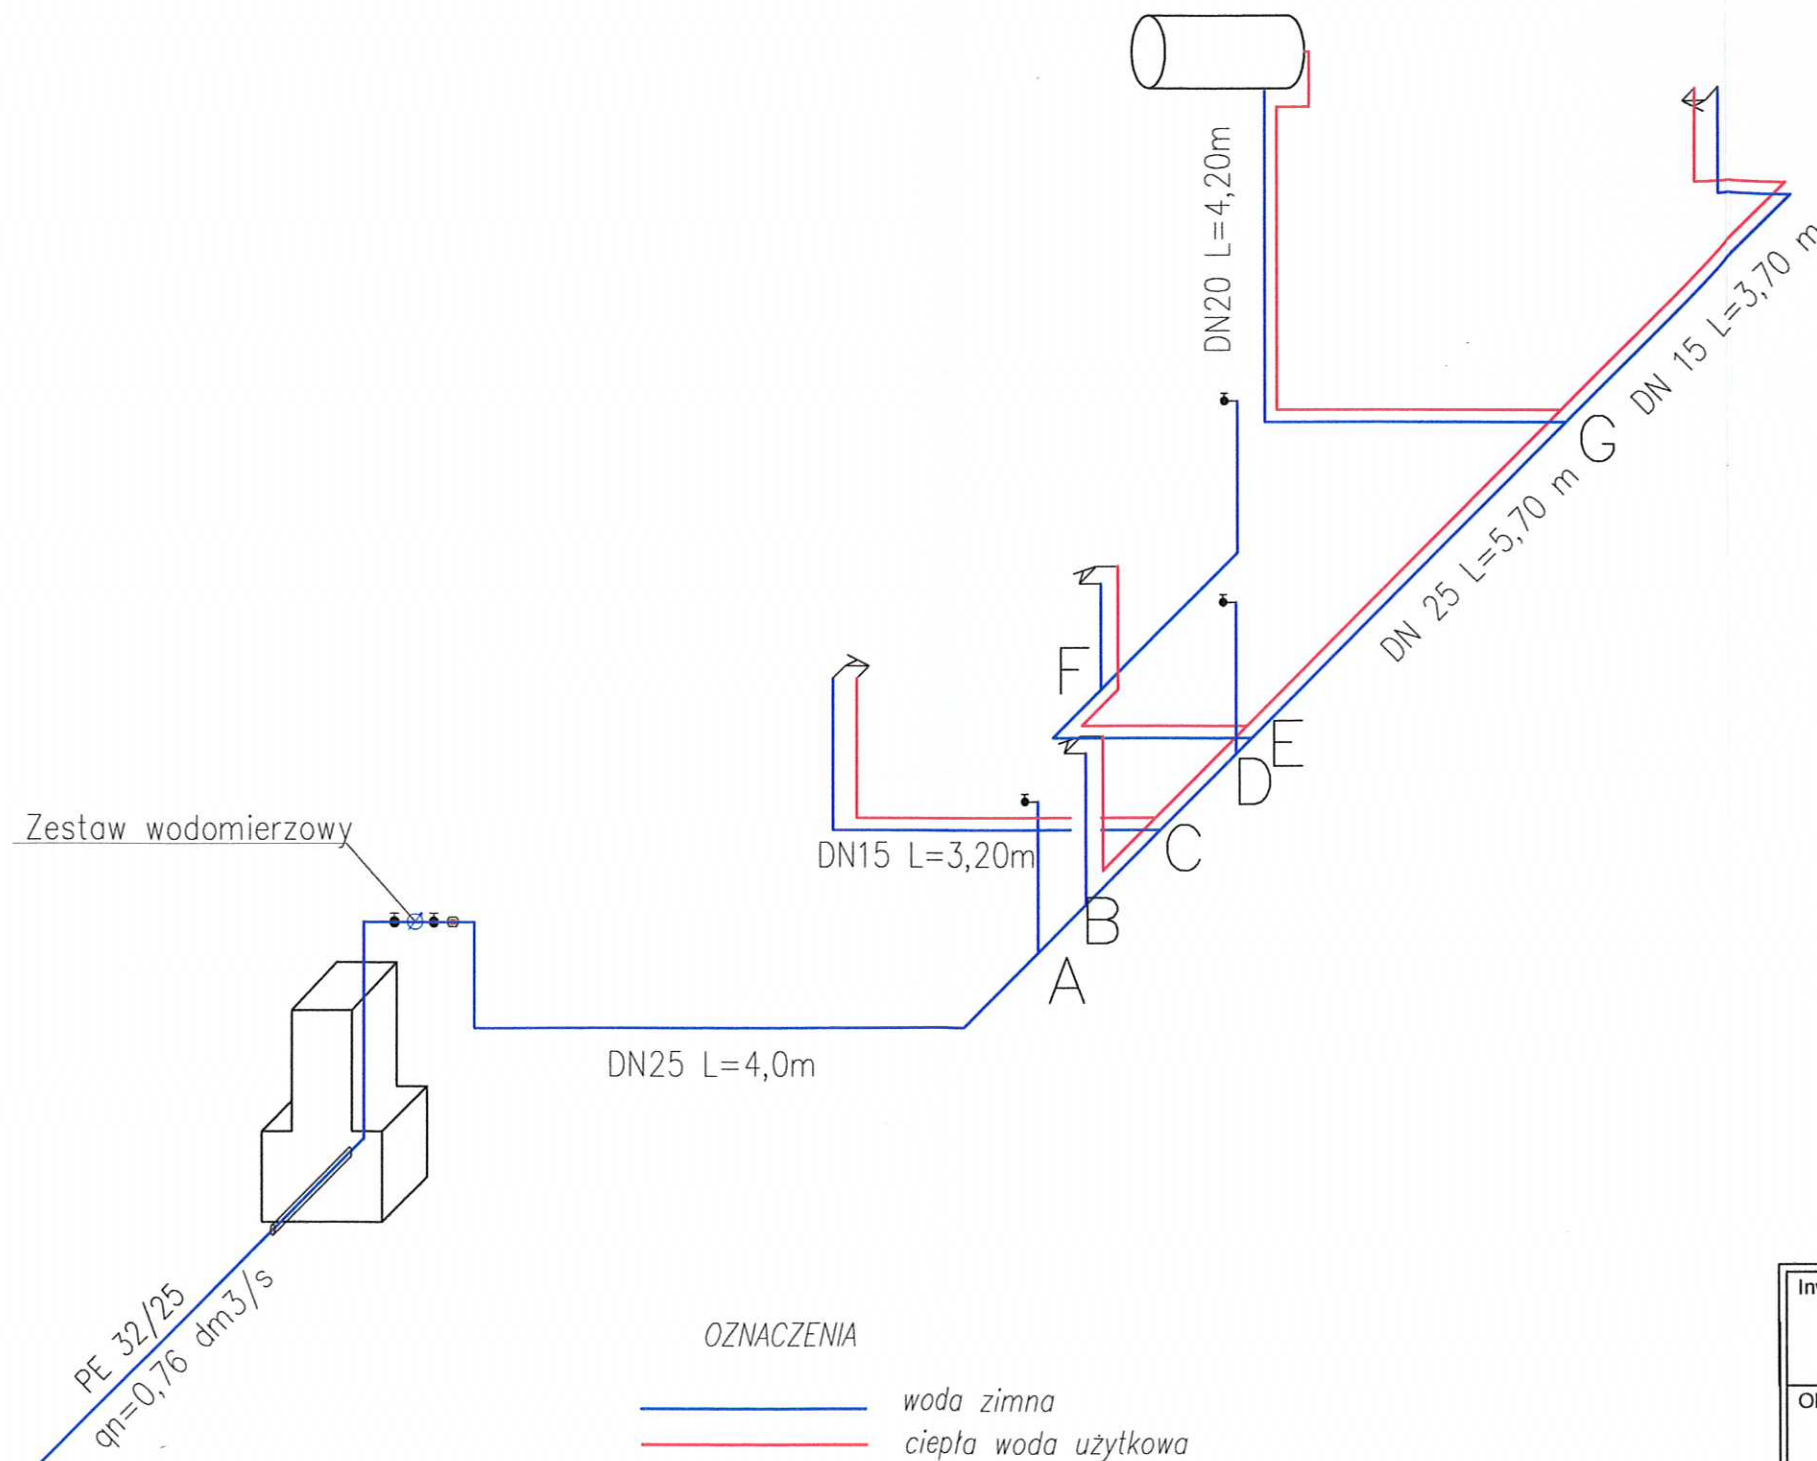 DN20 L=4,20m
DN 15 L=3,70 m
G
DN 25 L=5,70 m
F
E
D
Zestaw wodomierzowy
DN15 L=3,20m
C
B
A
DN25 L=4,0m
PE 32/25
qn=0,76 dm3/s
OZNACZENIA
woda zimna
ciepła woda użytkowa